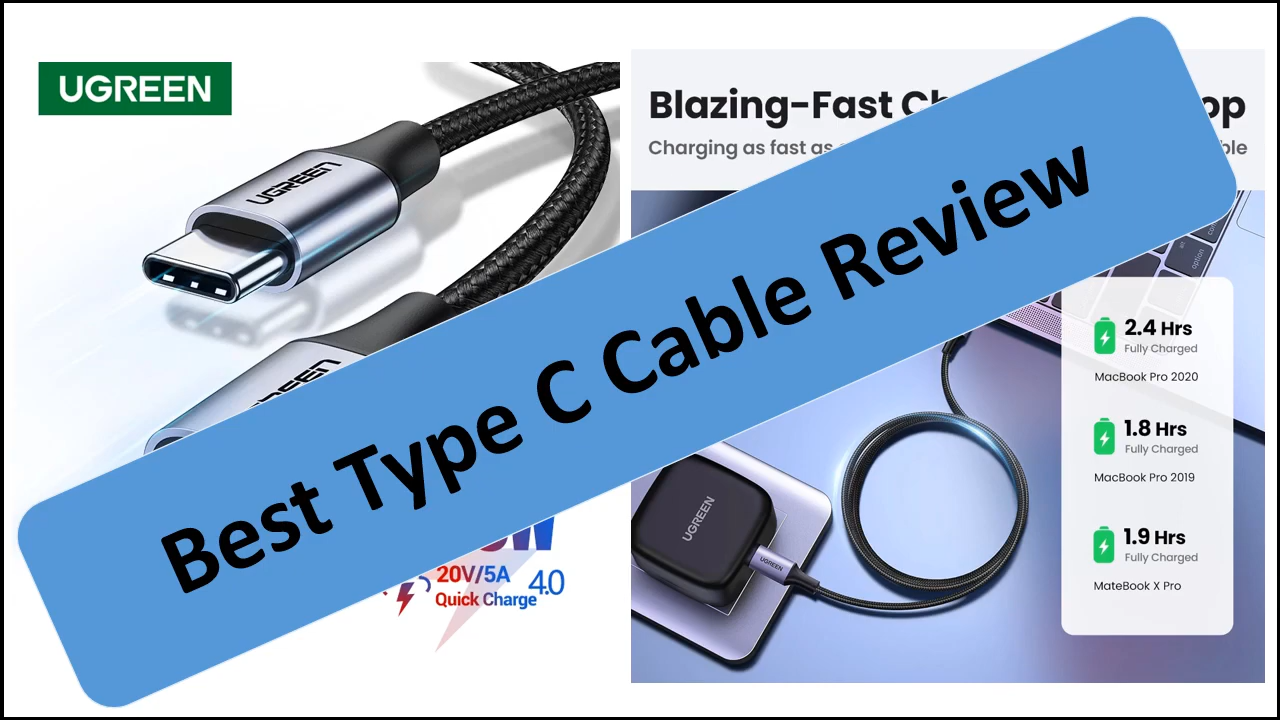 UGREEN
UGREEN
Blazing-Fast
Charging as fast as
Best Type C Cable Review
option
2.4 Hrs
Fully Charged
MacBook Pro 2020
1.8 Hrs
Fully Charged
MacBook Pro 2019
1.9 Hrs
Fully Charged
MateBook X Pro
UGREEN
UGREEN
20V/5A
4.0
Quick Charge